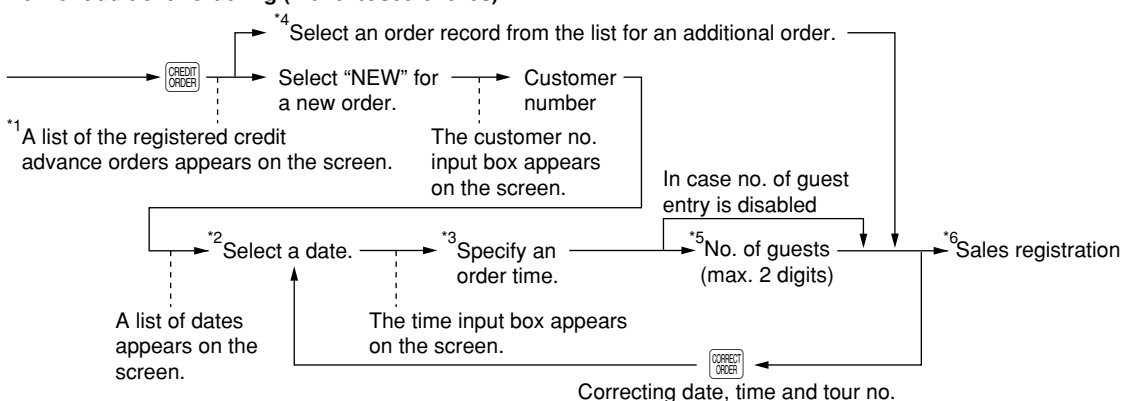 *4Select an order record from the list for an additional order.
CREDIT
ORDER
Select “NEW” for
a new order.
Customer
number
*1A list of the registered credit
advance orders appears on the screen.
The customer no.
input box appears
on the screen.
In case no. of guest
entry is disabled
*2Select a date.
*3Specify an
order time.
*5No. of guests
(max. 2 digits)
*6Sales registration
A list of dates
appears on the
screen.
The time input box appears
on the screen.
CORRECT
ORDER
Correcting date, time and tour no.